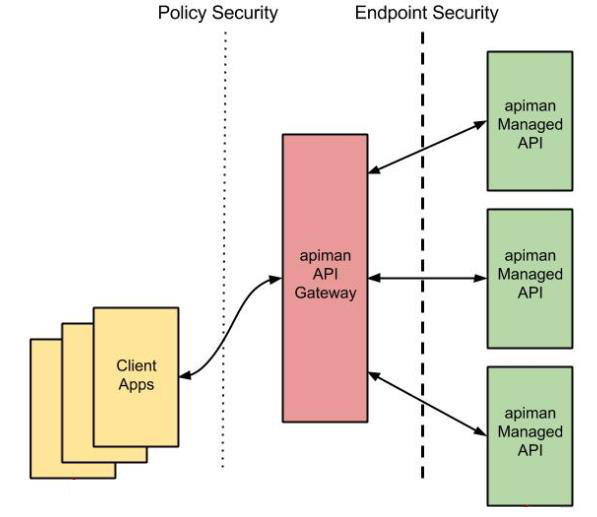 Policy Security
Endpoint Security
apiman
Managed
API
apiman
API
Gateway
apiman
Managed
API
Client
Apps
apiman
Managed
API